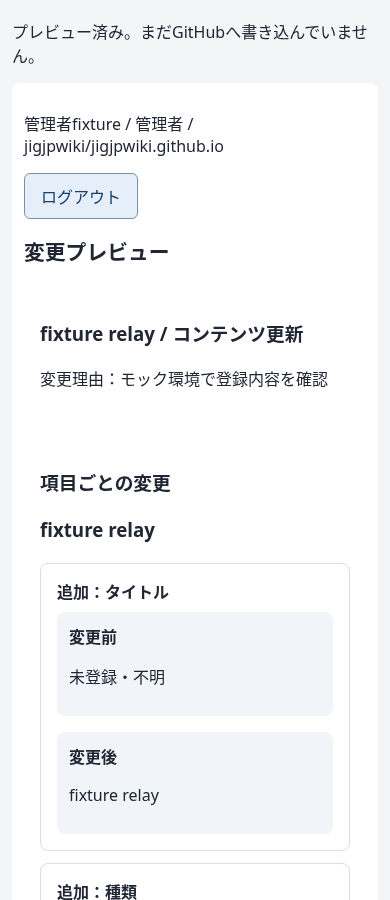 プレビュー済み。まだGitHubへ書き込んでいませ
ん。
管理者fixture / 管理者 /
jigjpwiki/jigjpwiki.github.io
ログアウト
変更プレビュー
fixture relay / コンテンツ更新
変更理由：モック環境で登録内容を確認
項目ごとの変更
fixture relay
追加：タイトル
変更前
未登録・不明
変更後
fixture relay
追加：種類